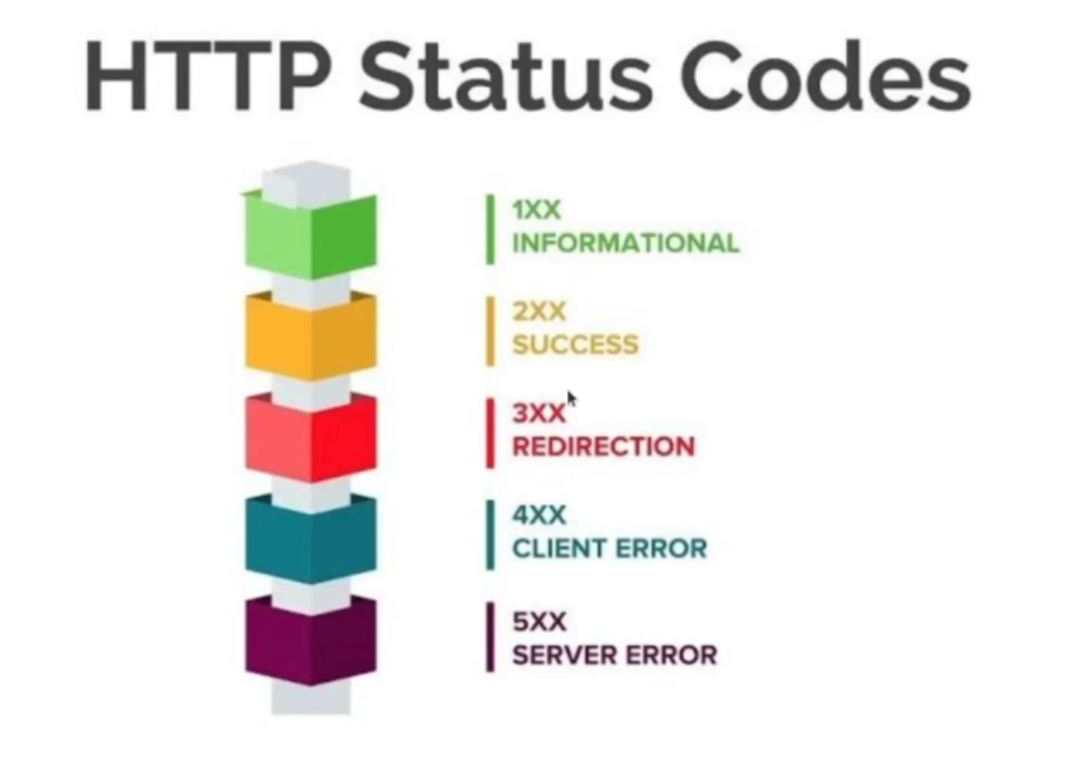 HTTP Status Codes
1XX
INFORMATIONAL
2XX
SUCCESS
3XX
REDIRECTION
4XX
CLIENT ERROR
5XX
SERVER ERROR